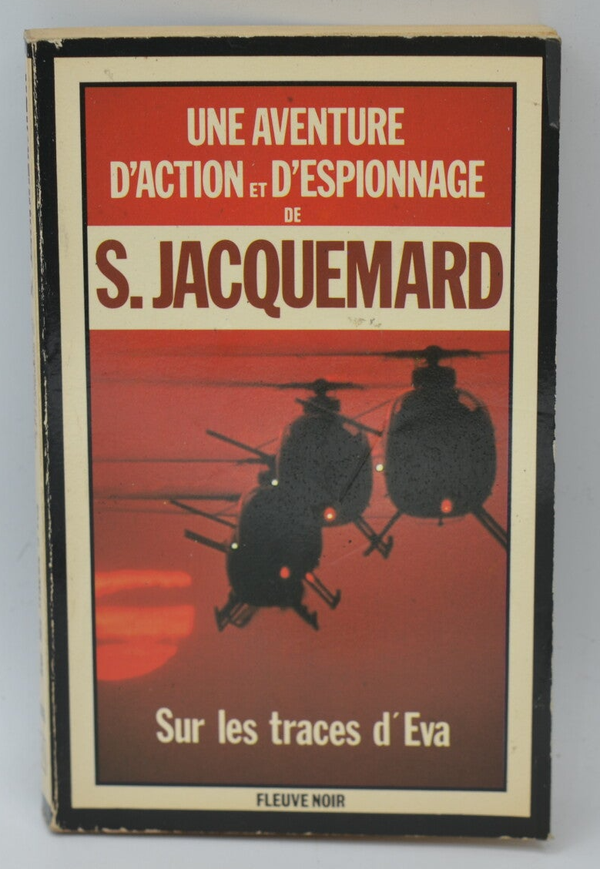 UNE AVENTURE
D'ACTION ET D'ESPIONNAGE
DE
S. JACQUEMARD
Sur les traces d'Eva
FLEUVE NOIR